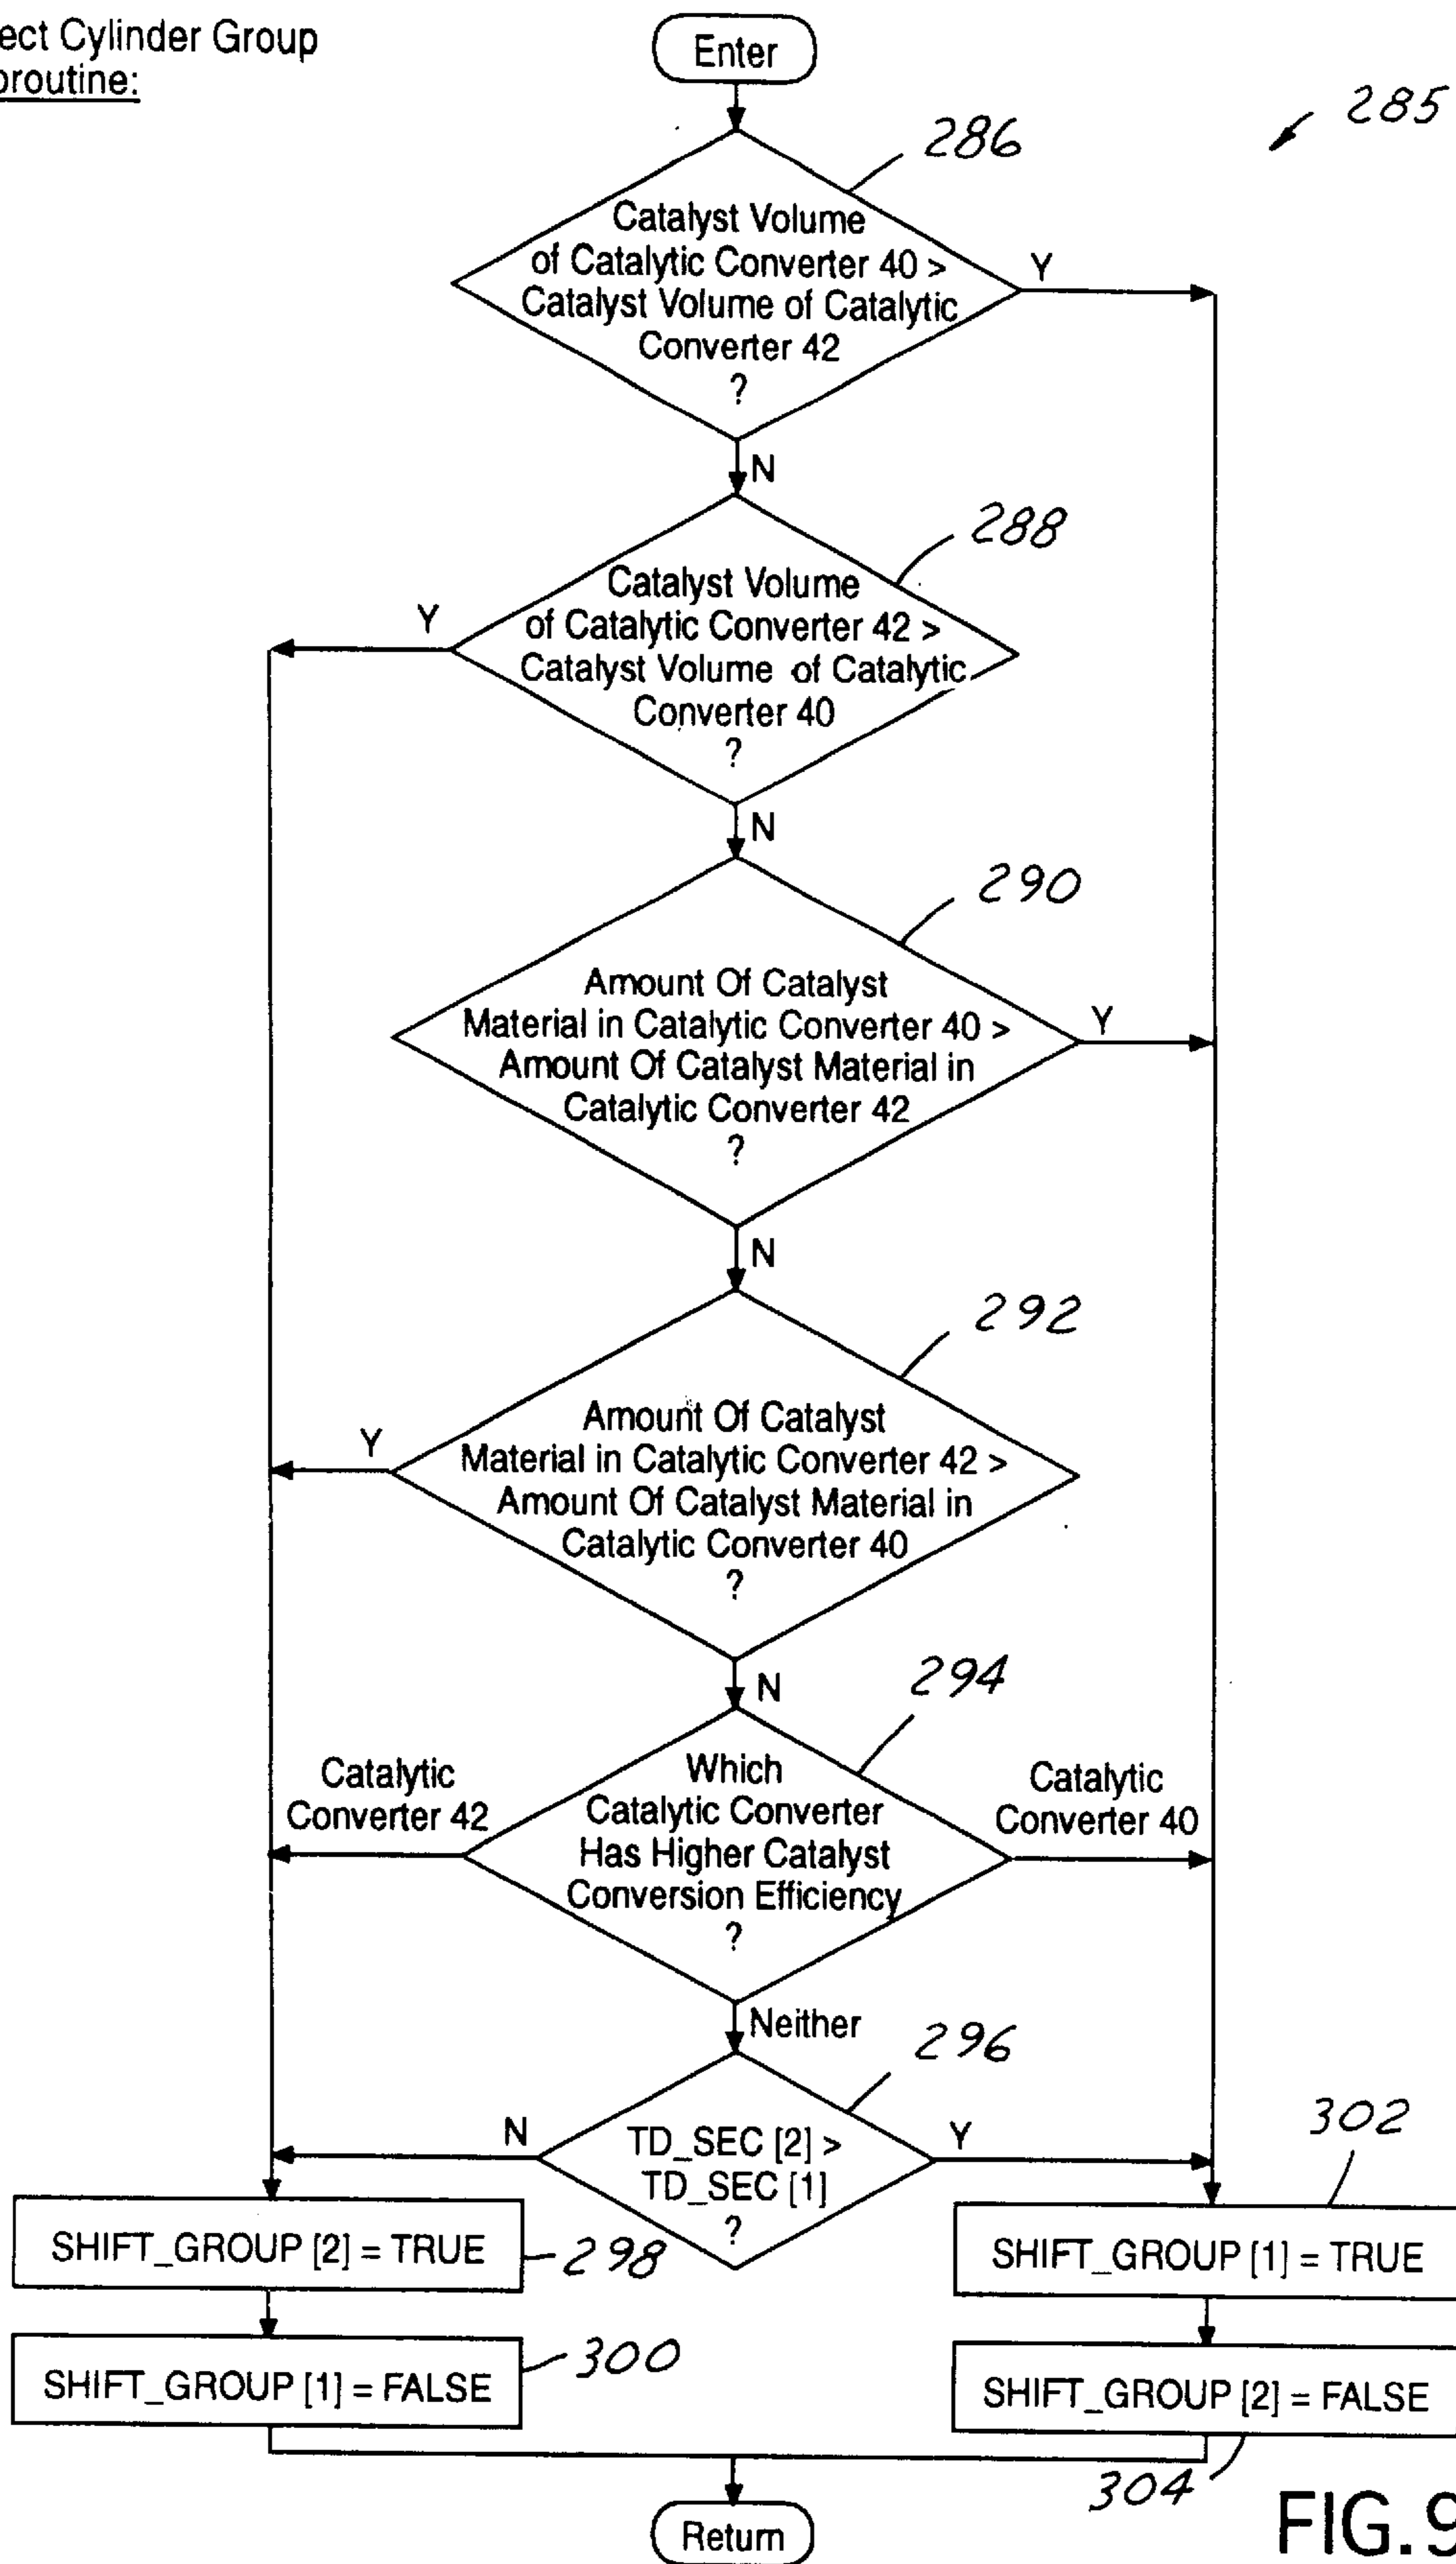 ect Cylinder Group
oroutine:
Enter
285
286
Catalyst Volume
of Catalytic Converter 40 >
Catalyst Volume of Catalytic
Converter 42
?
Y
N
288
Catalyst Volume
of Catalytic Converter 42 >
Catalyst Volume of Catalytic
Converter 40
?
Y
N
290
Amount Of Catalyst
Material in Catalytic Converter 40 >
Amount Of Catalyst Material in
Catalytic Converter 42
?
Y
N
292
Amount Of Catalyst
Material in Catalytic Converter 42 >
Amount Of Catalyst Material in
Catalytic Converter 40
?
Y
N
294
Which
Catalytic Converter
Has Higher Catalyst
Conversion Efficiency
?
Catalytic
Converter 42
Catalytic
Converter 40
Neither
296
TD_SEC [2] >
TD_SEC [1]
?
N
Y
302
SHIFT_GROUP [2] = TRUE
298
SHIFT_GROUP [1] = TRUE
SHIFT_GROUP [1] = FALSE
300
SHIFT_GROUP [2] = FALSE
304
Return
FIG. 9